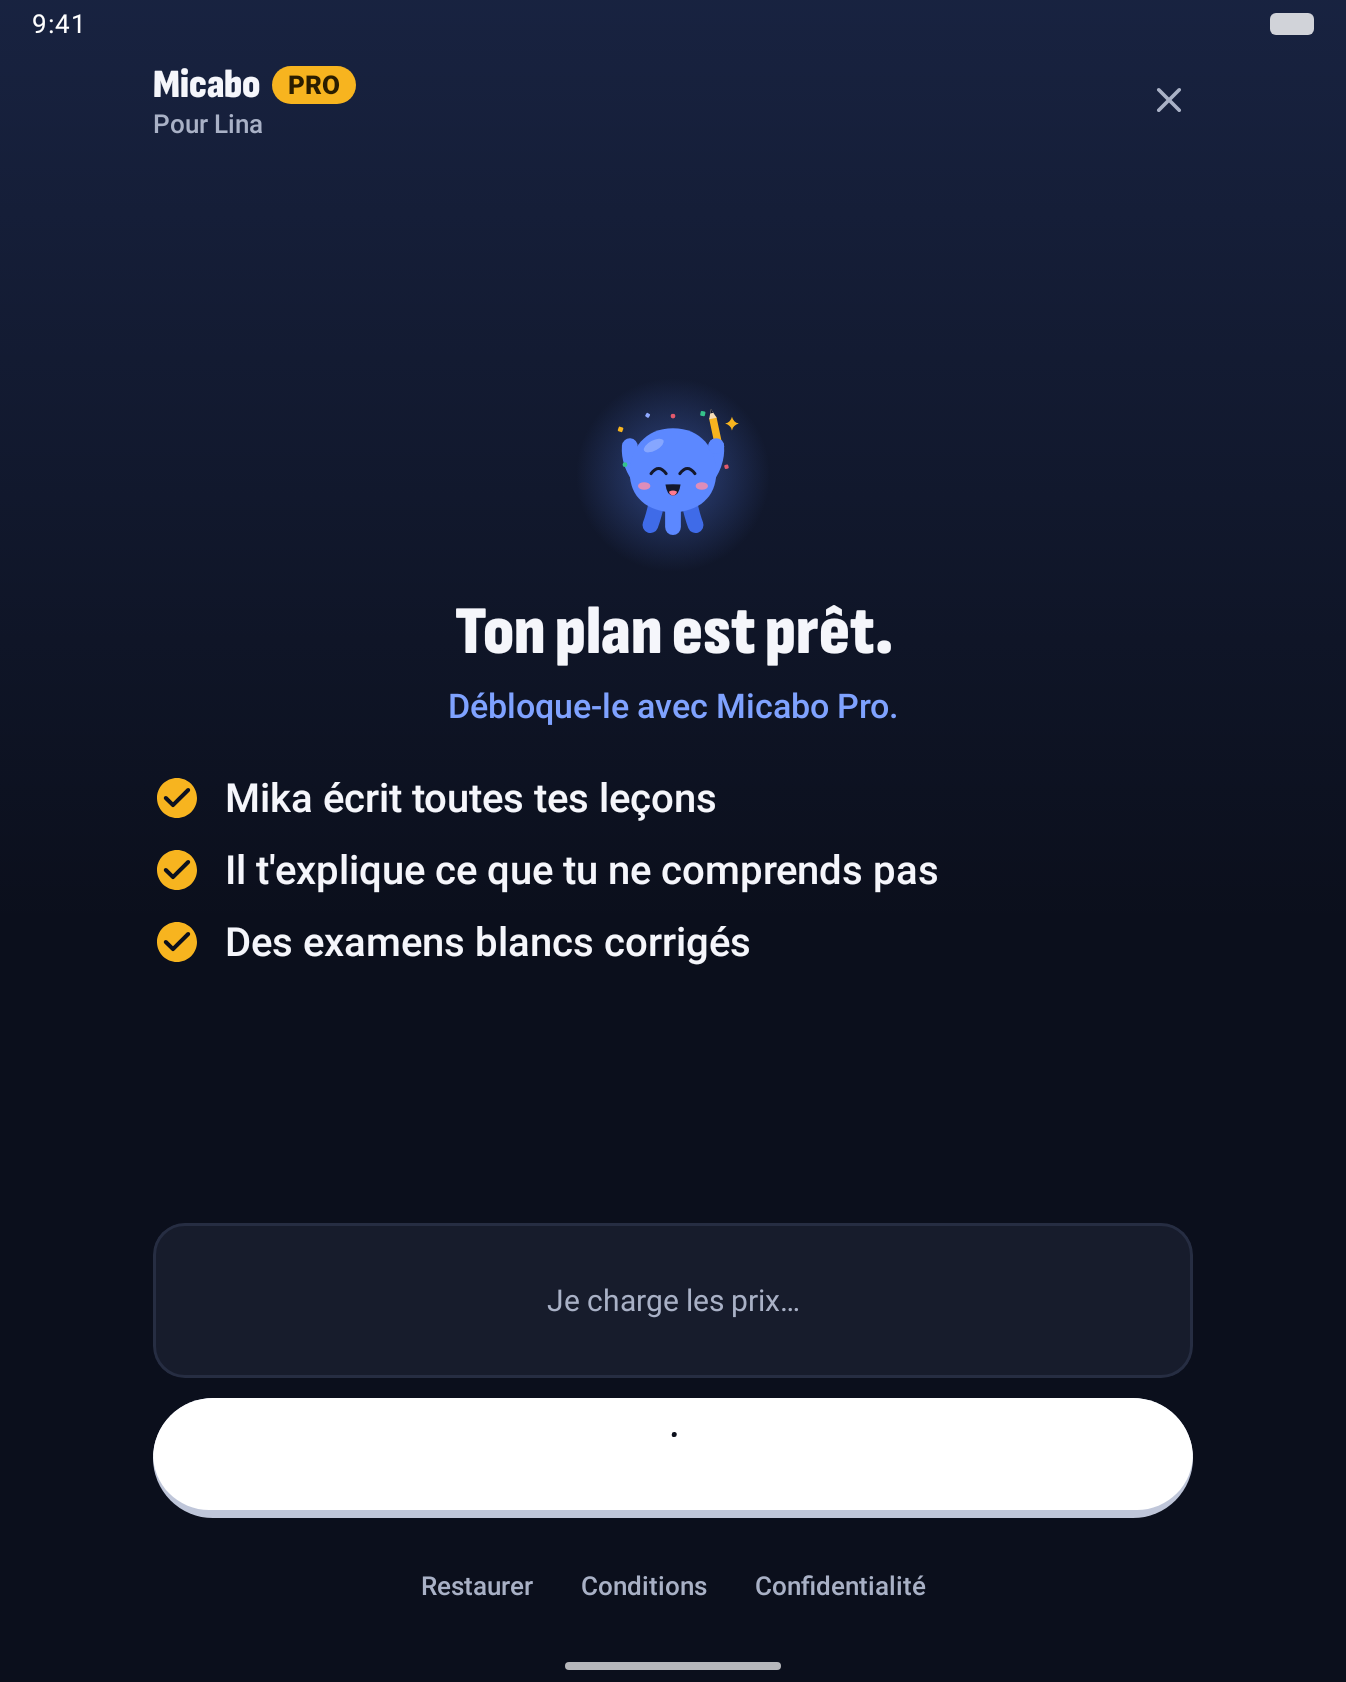 9:41
Micabo PRO
Pour Lina
Ton plan est prêt.
Débloque-le avec Micabo Pro.
Mika écrit toutes tes leçons
Il t'explique ce que tu ne comprends pas
Des examens blancs corrigés
Je charge les prix...
Restaurer Conditions Confidentialité